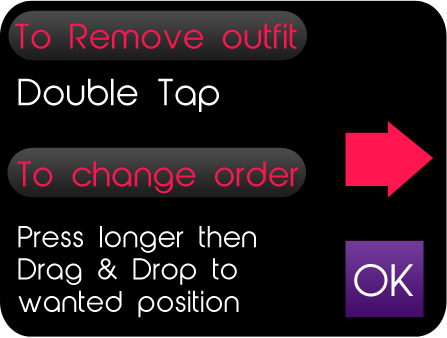 To Remove outfit
Double Tap
To change order
Press longer then
Drag & Drop to
wanted position
OK